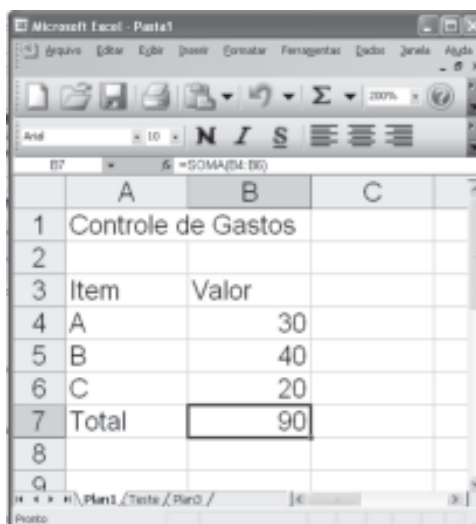 Microsoft Excel - Pasta1
Arquivo Editar Exibir Inserir Formatar Ferramentas Dados Janela Ajuda
Σ 200%
Arial 10 N I S
B7 =SOMA(B4:B6)
A B C
1 Controle de Gastos
2
3 Item Valor
4 A 30
5 B 40
6 C 20
7 Total 90
8
9
Plan1 Teste Plan3
Pronto